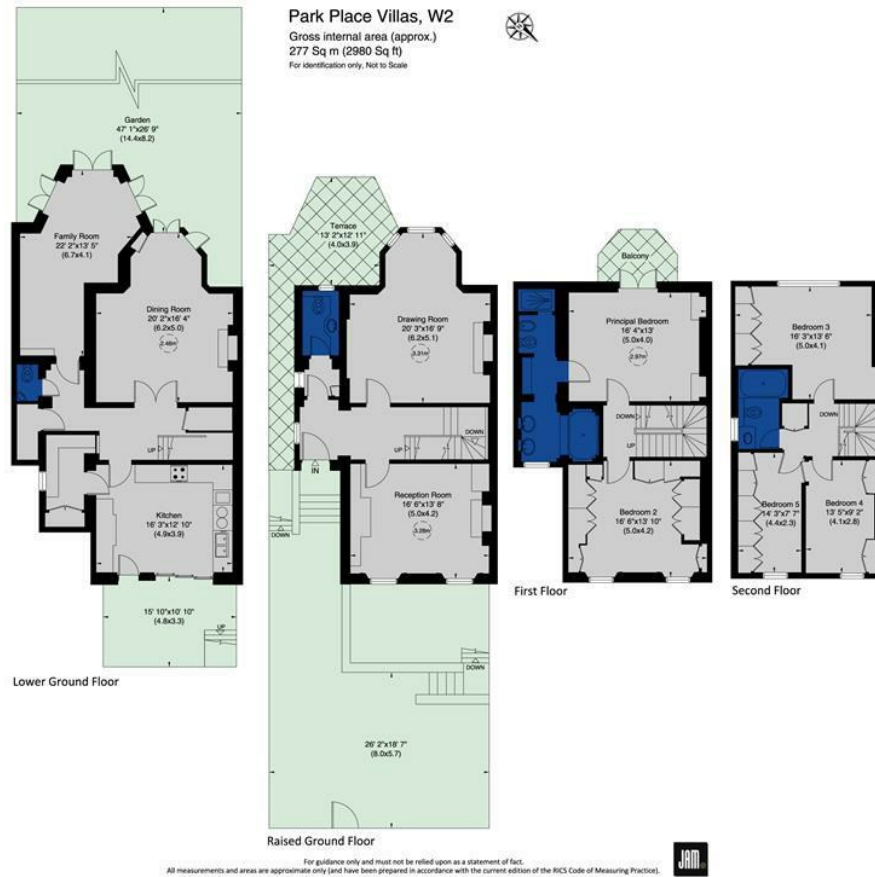 Park Place Villas, W2
Gross internal area (approx.)
277 Sq m (2980 Sq ft)
For identification only, Not to Scale
Garden
47' 1"x26' 9"
(14.4x8.2)
Family Room
22' 2"x13' 5"
(6.7x4.1)
Dining Room
20' 2"x16' 4"
(6.2x5.0)
2.46m
UP
Kitchen
16' 3"x12' 10"
(4.9x3.9)
15' 10"x10' 10"
(4.8x3.3)
UP
Lower Ground Floor
Terrace
13' 2"x12' 11"
(4.0x3.9)
Drawing Room
20' 3"x16' 9"
(6.2x5.1)
3.31m
DOWN
UP
IN
DOWN
Reception Room
16' 6"x13' 8"
(5.0x4.2)
3.28m
DOWN
26' 2"x18' 7"
(8.0x5.7)
Raised Ground Floor
Balcony
Principal Bedroom
16' 4"x13'
(5.0x4.0)
2.97m
DOWN
UP
Bedroom 2
16' 6"x13' 10"
(5.0x4.2)
First Floor
Bedroom 3
16' 3"x13' 6"
(5.0x4.1)
DOWN
Bedroom 5
14' 3"x7' 7"
(4.4x2.3)
Bedroom 4
13' 5"x9' 2"
(4.1x2.8)
Second Floor
For guidance only and must not be relied upon as a statement of fact.
All measurements and areas are approximate only (and have been prepared in accordance with the current edition of the RICS Code of Measuring Practice).
JAM